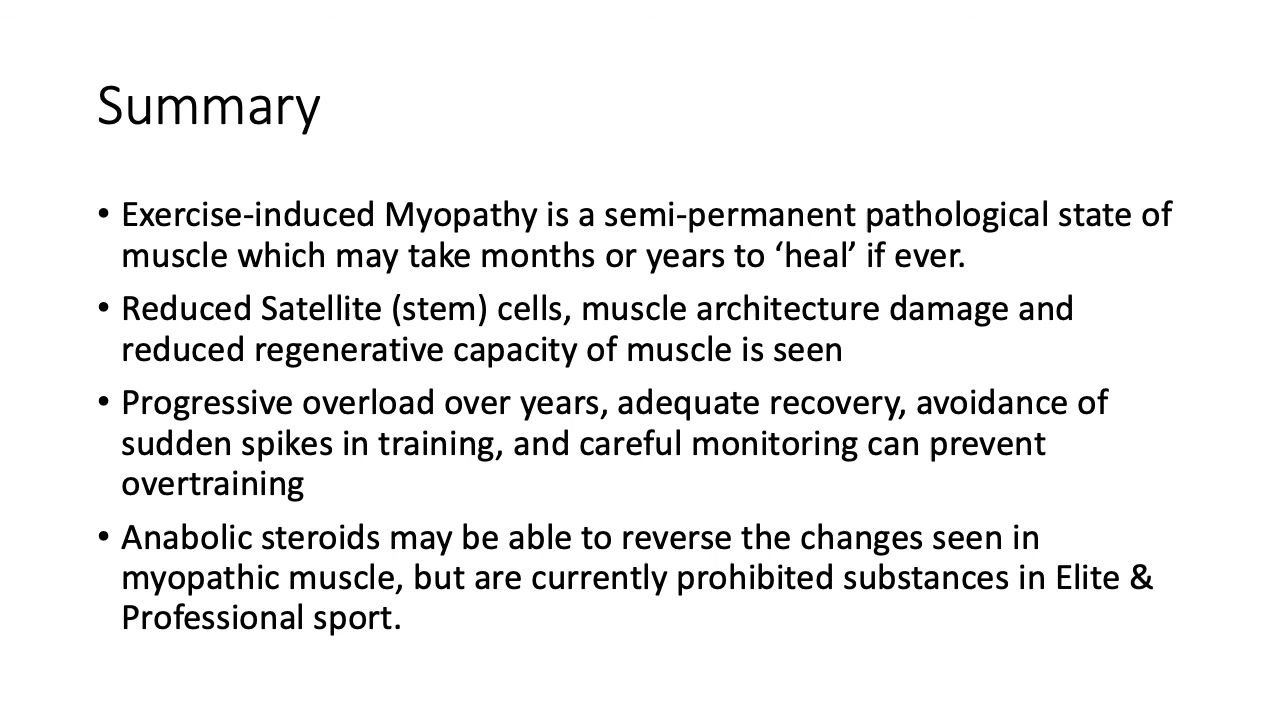 Summary
• Exercise-induced Myopathy is a semi-permanent pathological state of
muscle which may take months or years to ‘heal’ if ever.
• Reduced Satellite (stem) cells, muscle architecture damage and
reduced regenerative capacity of muscle is seen
• Progressive overload over years, adequate recovery, avoidance of
sudden spikes in training, and careful monitoring can prevent
overtraining
• Anabolic steroids may be able to reverse the changes seen in
myopathic muscle, but are currently prohibited substances in Elite &
Professional sport.